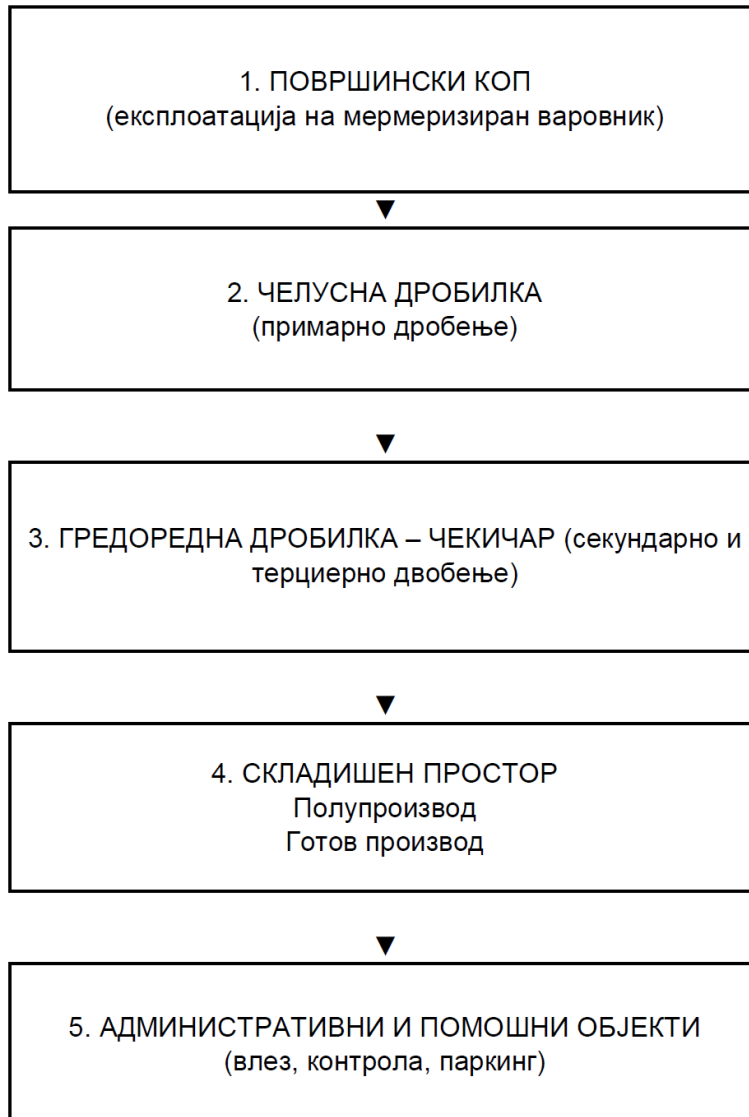 1. ПОВРШИНСКИ КОП
(експлоатација на мермеризиран варовник)
▼
2. ЧЕЛУСНА ДРОБИЛКА
(примарно дробење)
▼
3. ГРЕДОРЕДНА ДРОБИЛКА – ЧЕКИЧАР (секундарно и
терциерно двобење)
▼
4. СКЛАДИШЕН ПРОСТОР
Полупроизвод
Готов производ
▼
5. АДМИНИСТРАТИВНИ И ПОМОШНИ ОБЈЕКТИ
(влез, контрола, паркинг)